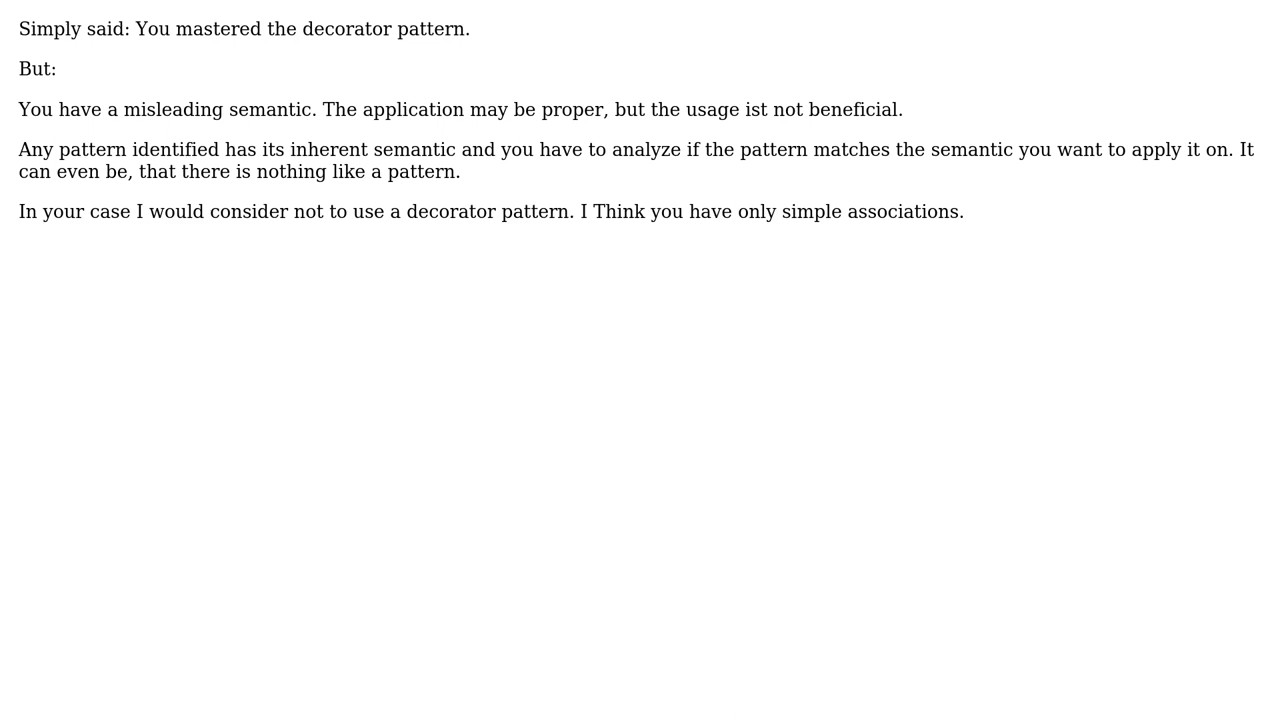 Simply said: You mastered the decorator pattern.
But:
You have a misleading semantic. The application may be proper, but the usage ist not beneficial.
Any pattern identified has its inherent semantic and you have to analyze if the pattern matches the semantic you want to apply it on. It
can even be, that there is nothing like a pattern.
In your case I would consider not to use a decorator pattern. I Think you have only simple associations.